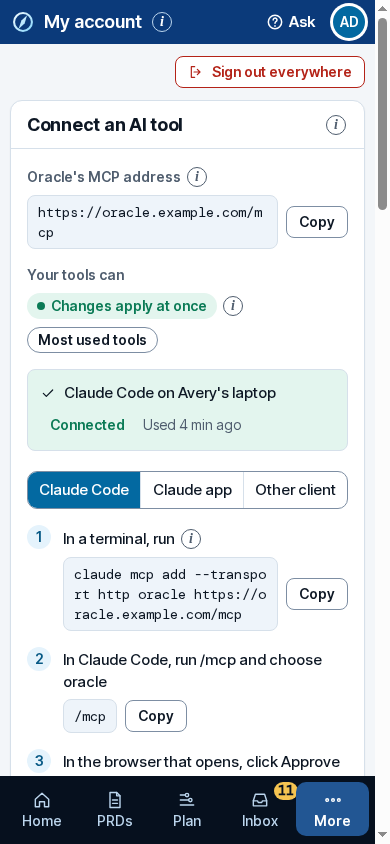 My account i Ask AD
Sign out everywhere
Connect an AI tool i
Oracle's MCP address i
https://oracle.example.com/m
cp
Copy
Your tools can
Changes apply at once i
Most used tools
Claude Code on Avery's laptop
Connected Used 4 min ago
Claude Code Claude app Other client
1 In a terminal, run i
claude mcp add --transpo
rt http oracle https://o
racle.example.com/mcp
Copy
2 In Claude Code, run /mcp and choose
oracle
/mcp Copy
3 In the browser that opens, click Approve
11
Home PRDs Plan Inbox More